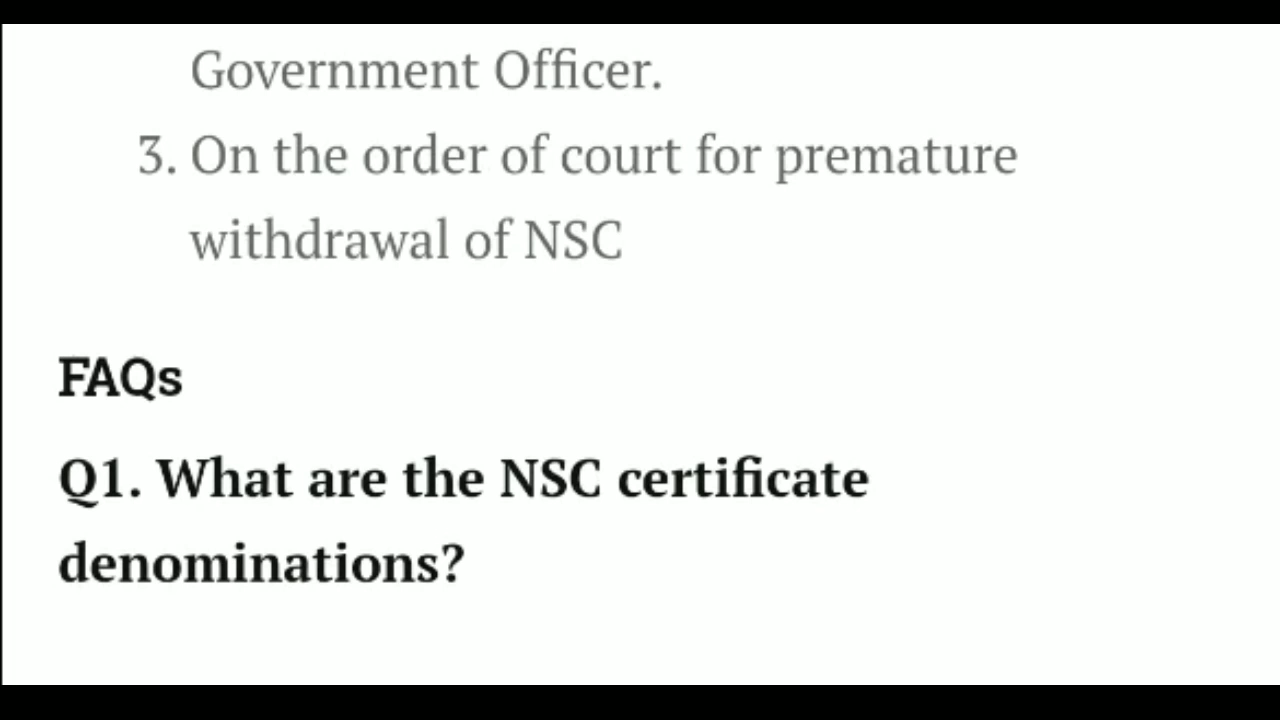 Government Officer.
3. On the order of court for premature
withdrawal of NSC
FAQs
Q1. What are the NSC certificate
denominations?